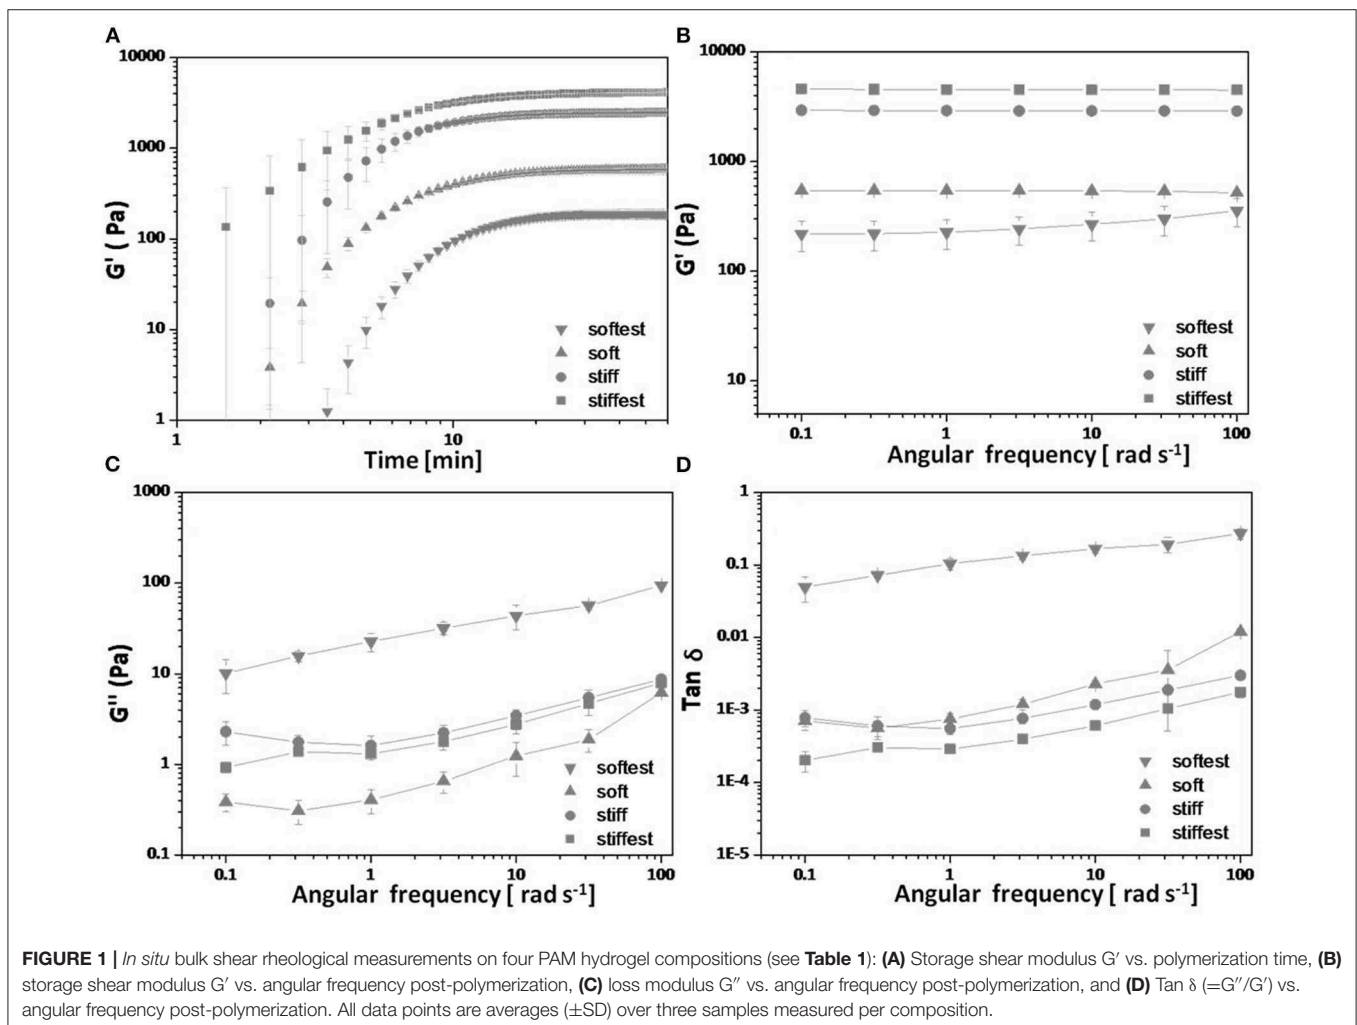 A
10000
1000
100
10
1
G' ( Pa)
softest
soft
stiff
stiffest
1
10
Time [min]
B
10000
1000
100
10
G' (Pa)
softest
soft
stiff
stiffest
0.1
1
10
100
Angular frequency [ rad s⁻¹]
C
1000
100
10
1
0.1
G'' (Pa)
softest
soft
stiff
stiffest
0.1
1
10
100
Angular frequency [ rad s⁻¹]
D
1
0.1
0.01
1E-3
1E-4
1E-5
Tan δ
softest
soft
stiff
stiffest
0.1
1
10
100
Angular frequency [ rad s⁻¹]
FIGURE 1 | In situ bulk shear rheological measurements on four PAM hydrogel compositions (see Table 1): (A) Storage shear modulus G′ vs. polymerization time, (B)
storage shear modulus G′ vs. angular frequency post-polymerization, (C) loss modulus G″ vs. angular frequency post-polymerization, and (D) Tan δ (=G″/G′) vs.
angular frequency post-polymerization. All data points are averages (±SD) over three samples measured per composition.